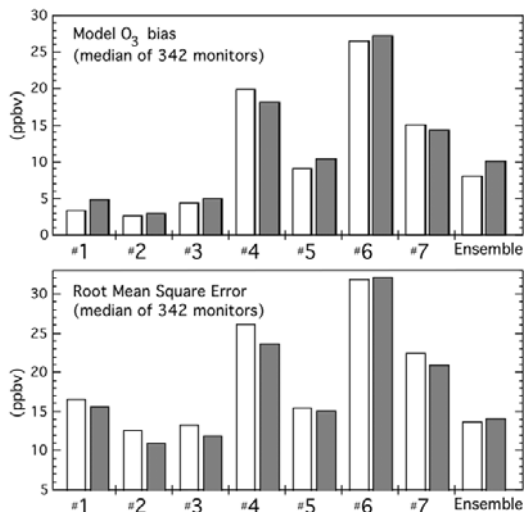 30
Model O₃ bias
(median of 342 monitors)
25
20
(ppbv)
15
10
5
0
#1 #2 #3 #4 #5 #6 #7 Ensemble
Root Mean Square Error
(median of 342 monitors)
30
25
(ppbv)
20
15
10
5
#1 #2 #3 #4 #5 #6 #7 Ensemble